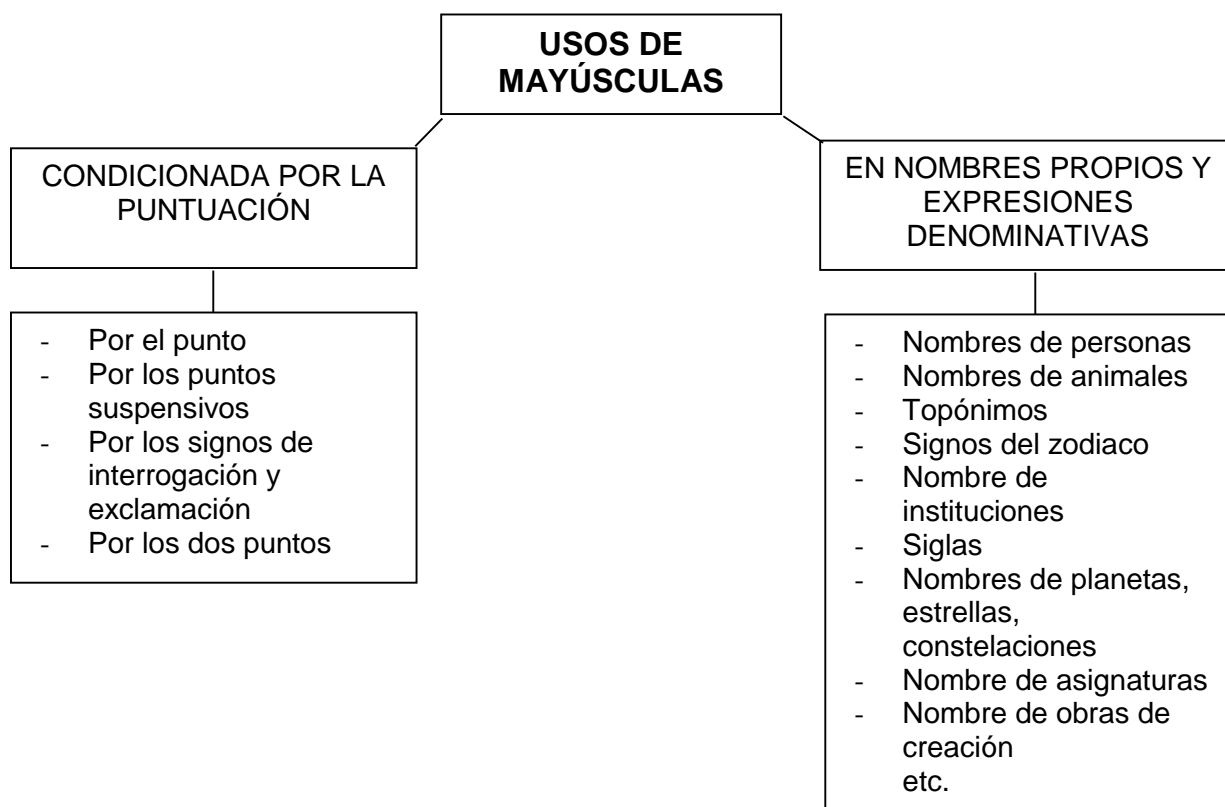 USOS DE
MAYÚSCULAS
CONDICIONADA POR LA
PUNTUACIÓN
- Por el punto
- Por los puntos
suspensivos
- Por los signos de
interrogación y
exclamación
- Por los dos puntos
EN NOMBRES PROPIOS Y
EXPRESIONES
DENOMINATIVAS
- Nombres de personas
- Nombres de animales
- Topónimos
- Signos del zodiaco
- Nombre de
instituciones
- Siglas
- Nombres de planetas,
estrellas,
constelaciones
- Nombre de asignaturas
- Nombre de obras de
creación
etc.